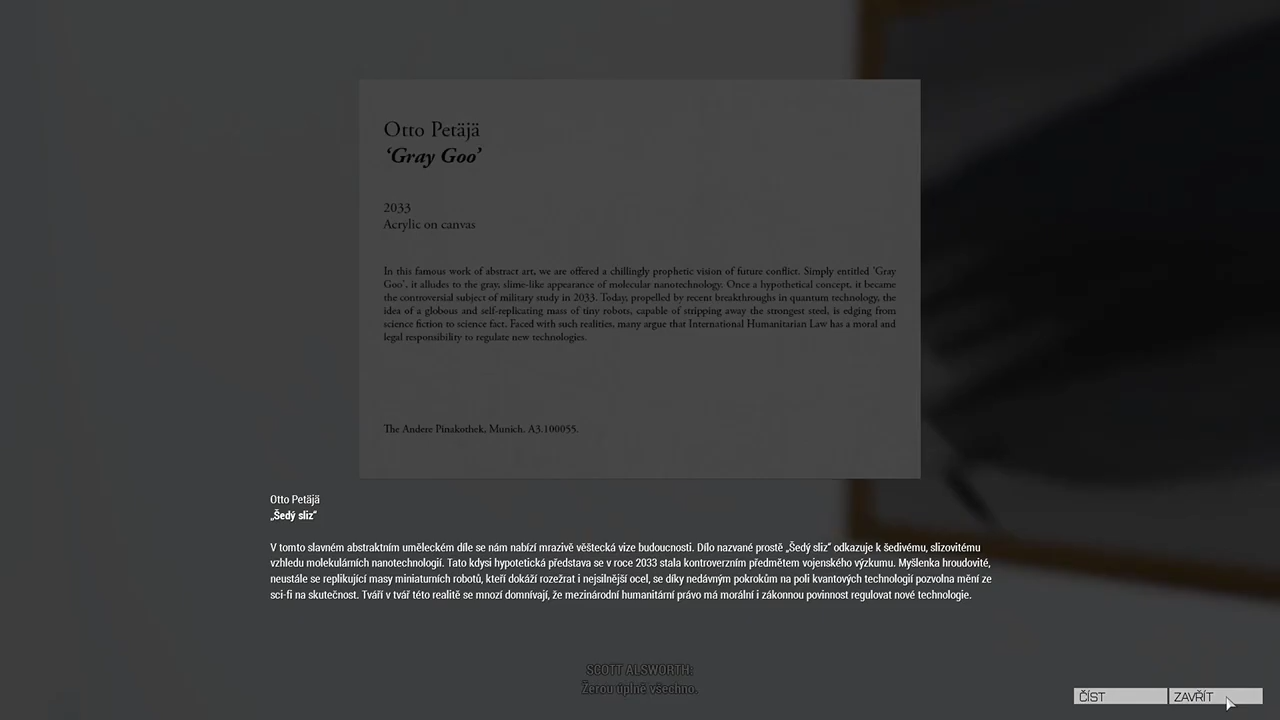 Otto Petäjä
‘Gray Goo’
2033
Acrylic on canvas
In this famous work of abstract art, we are offered a chillingly prophetic vision of future conflict. Simply entitled 'Gray
Goo', it alludes to the gray, slime-like appearance of molecular nanotechnology. Once a hypothetical concept, it became
the controversial subject of military study in 2033. Today, propelled by recent breakthroughs in quantum technology, the
idea of a globous and self-replicating mass of tiny robots, capable of stripping away the strongest steel, is edging from
science fiction to science fact. Faced with such realities, many argue that International Humanitarian Law has a moral and
legal responsibility to regulate new technologies.
The Andere Pinakothek, Munich. A3.100055.
Otto Petäjä
„Šedý sliz“
V tomto slavném abstraktním uměleckém díle se nám nabízí mrazivě věštecká vize budoucnosti. Dílo nazvané prostě „Šedý sliz“ odkazuje k šedivému, slizovitému
vzhledu molekulárních nanotechnologií. Tato kdysi hypotetická představa se v roce 2033 stala kontroverzním předmětem vojenského výzkumu. Myšlenka hroudovité,
neustále se replikující masy miniaturních robotů, kteří dokáží rozežrat i nejsilnější ocel, se díky nedávným pokrokům na poli kvantových technologií pozvolna mění ze
sci-fi na skutečnost. Tváří v tvář této realitě se mnozí domnívají, že mezinárodní humanitární právo má morální i zákonnou povinnost regulovat nové technologie.
SCOTT ALSWORTH:
Žerou úplně všechno.
ČÍST
ZAVŘÍT